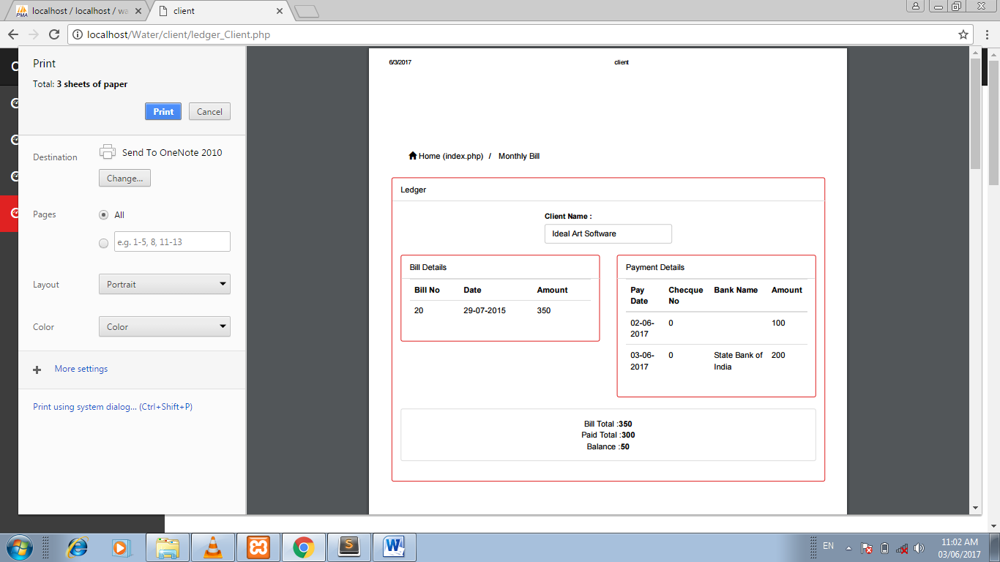 localhost / localhost / wa
client
localhost/Water/client/ledger_Client.php
Print
Total: 3 sheets of paper
Print
Cancel
Destination
Send To OneNote 2010
Change...
Pages
All
e.g. 1-5, 8, 11-13
Layout
Portrait
Color
Color
More settings
Print using system dialog... (Ctrl+Shift+P)
6/3/2017
client
Home (index.php) / Monthly Bill
Ledger
Client Name :
Ideal Art Software
Bill Details
Bill No Date Amount
20 29-07-2015 350
Payment Details
Pay Checque Bank Name Amount
Date No
02-06- 0 100
2017
03-06- 0 State Bank of 200
2017 India
Bill Total :350
Paid Total :300
Balance :50
EN
11:02 AM
03/06/2017